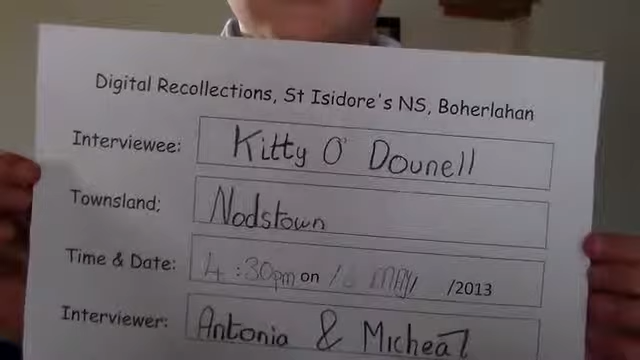 Digital Recollections, St Isidore's NS, Boherlahan
Interviewee: Kitty O' Dounell
Townsland: Nodstown
Time & Date: 4:30pm on MAY /2013
Interviewer: Antonia & Micheal